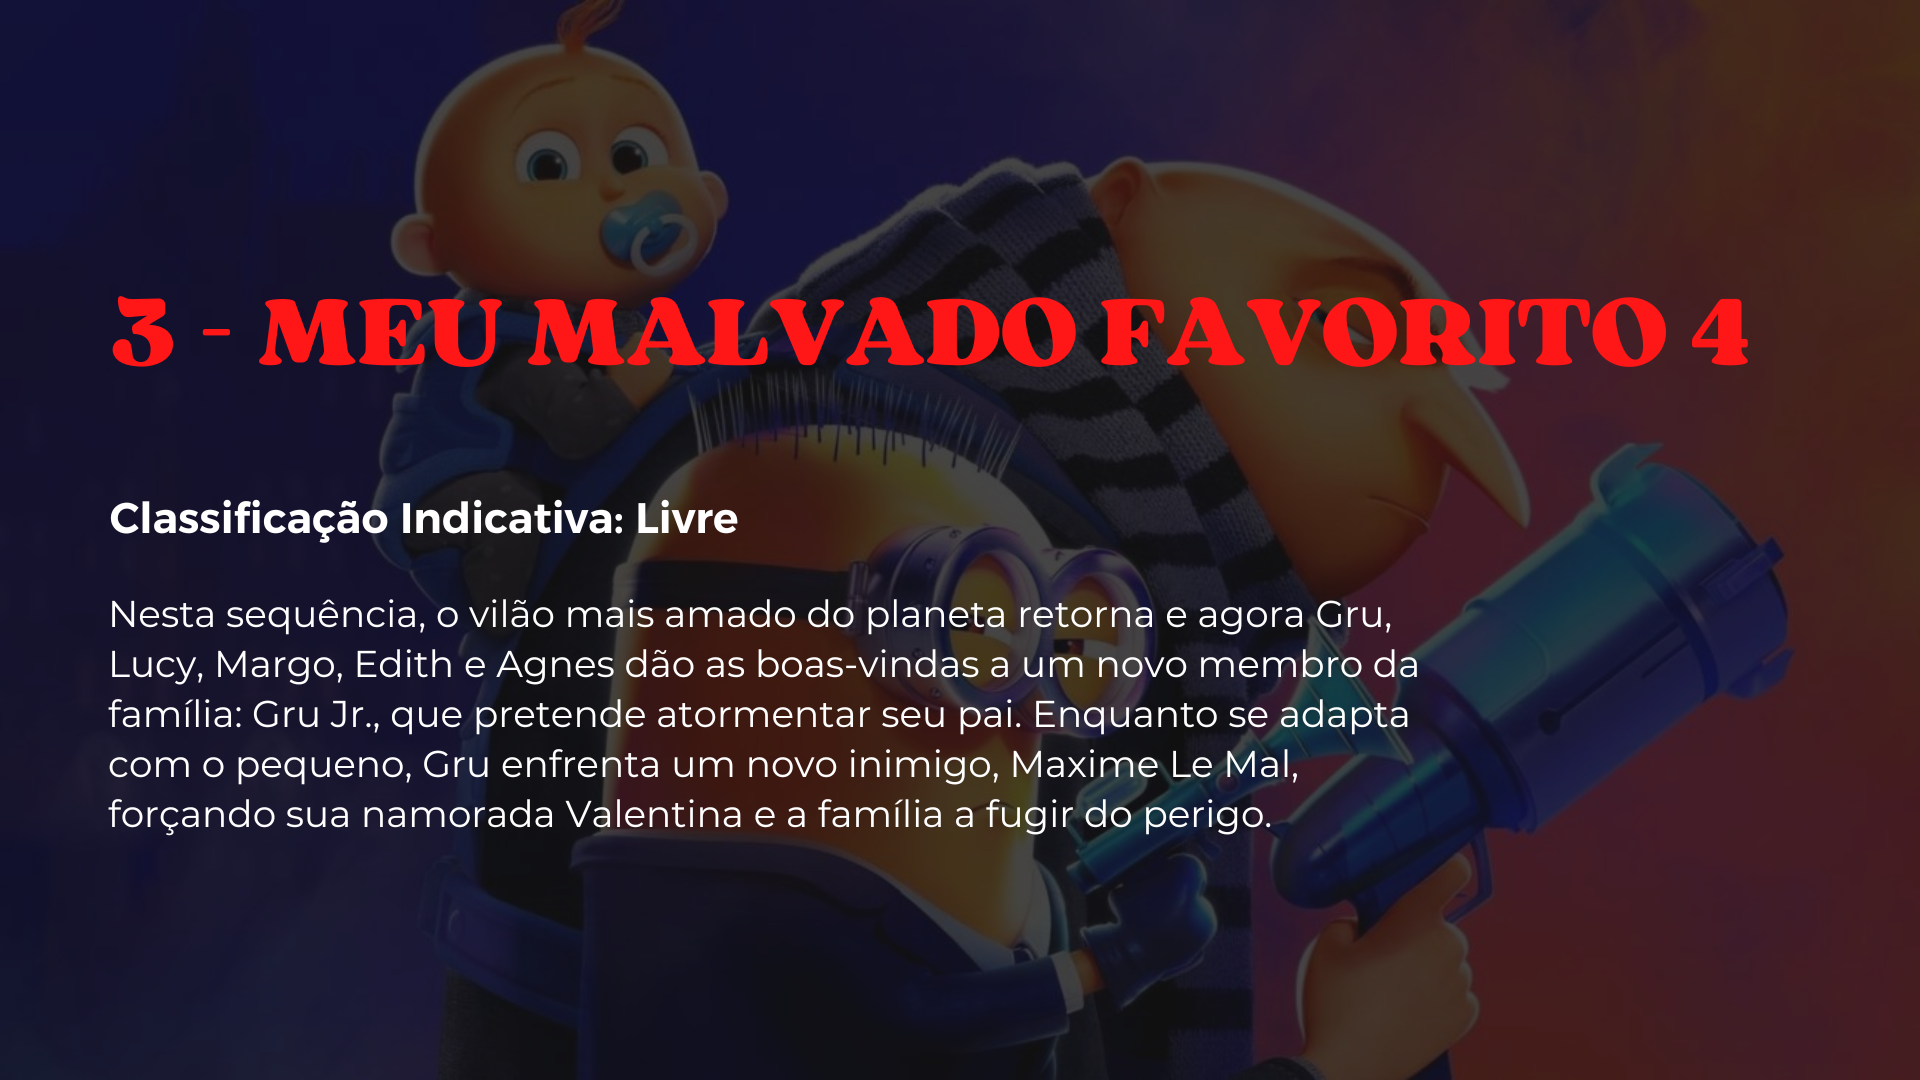 3 - MEU MALVADO FAVORITO 4
Classificação Indicativa: Livre
Nesta sequência, o vilão mais amado do planeta retorna e agora Gru,
Lucy, Margo, Edith e Agnes dão as boas-vindas a um novo membro da
família: Gru Jr., que pretende atormentar seu pai. Enquanto se adapta
com o pequeno, Gru enfrenta um novo inimigo, Maxime Le Mal,
forçando sua namorada Valentina e a família a fugir do perigo.